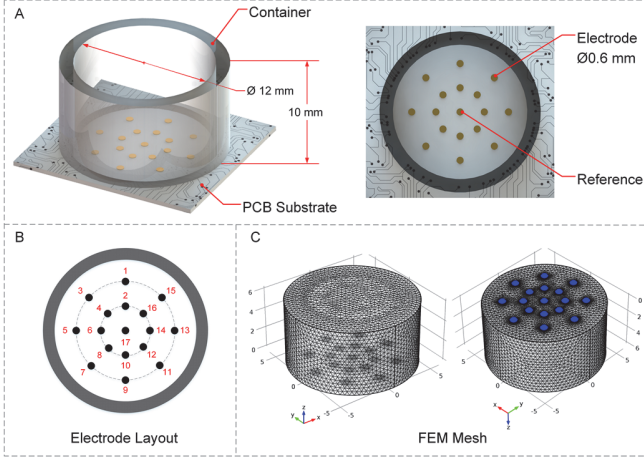 A
Container
Ø 12 mm
10 mm
PCB Substrate
Electrode
Ø0.6 mm
Reference
B
1
3
2
15
4
16
5
6
14
13
17
8
12
10
7
11
9
Electrode Layout
C
6
4
2
0
5
0
-5
-5
0
5
z
y
x
0
2
4
6
5
0
-5
-5
0
5
x
y
z
FEM Mesh